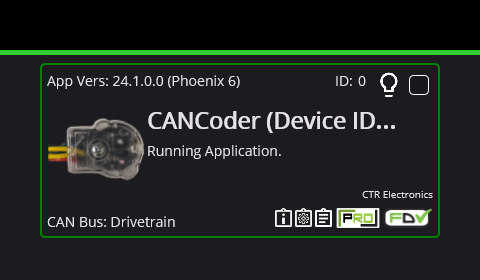 App Vers: 24.1.0.0 (Phoenix 6)
ID: 0
CANCoder (Device ID...
Running Application.
CTR Electronics
CAN Bus: Drivetrain
PRO
FDV